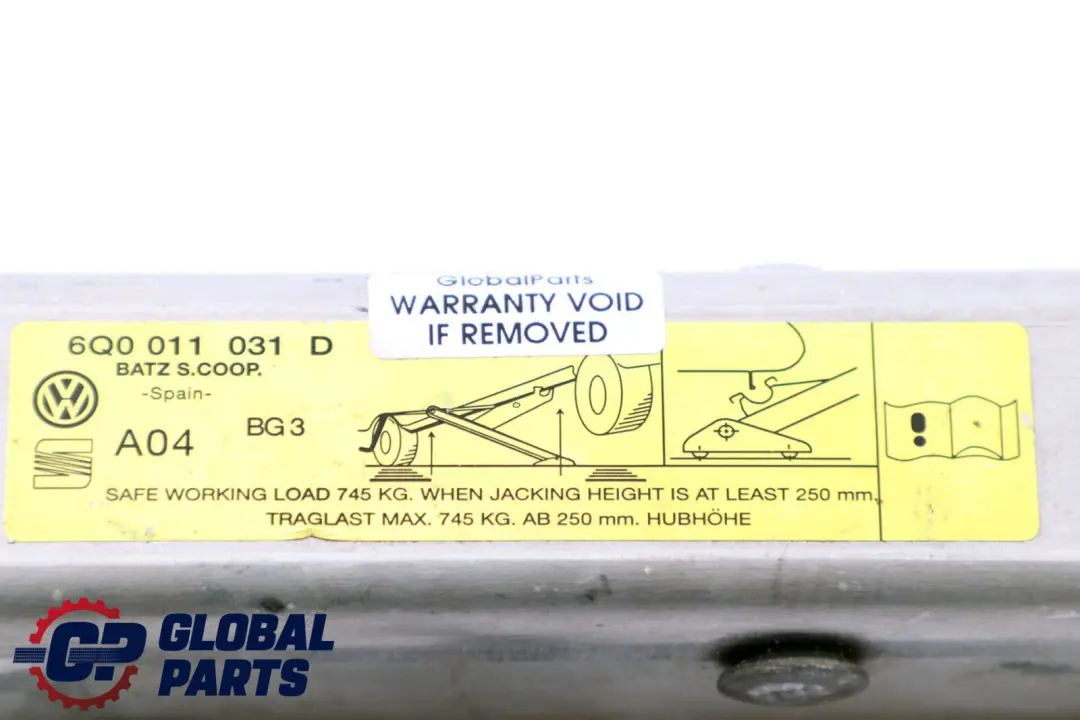 GlobalParts
WARRANTY VOID
IF REMOVED
6Q0 011 031 D
BATZ S.COOP.
-Spain-
A04
BG3
SAFE WORKING LOAD 745 KG. WHEN JACKING HEIGHT IS AT LEAST 250 mm.
TRAGLAST MAX. 745 KG. AB 250 mm. HUBHÖHE
!
GP GLOBAL
PARTS